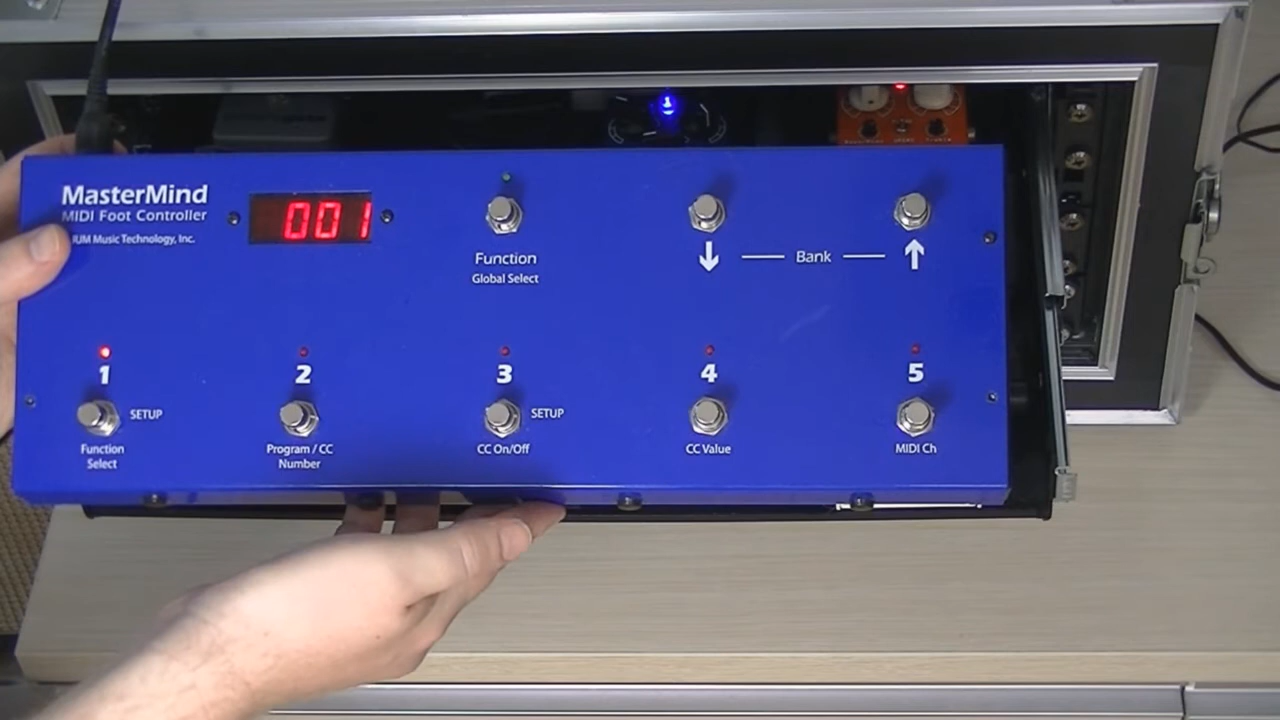 MasterMind
MIDI Foot Controller
Music Technology, Inc.
001
Function
Global Select
Bank
1
2
3
4
5
SETUP
SETUP
Function
Select
Program / CC
Number
CC On/Off
CC Value
MIDI Ch